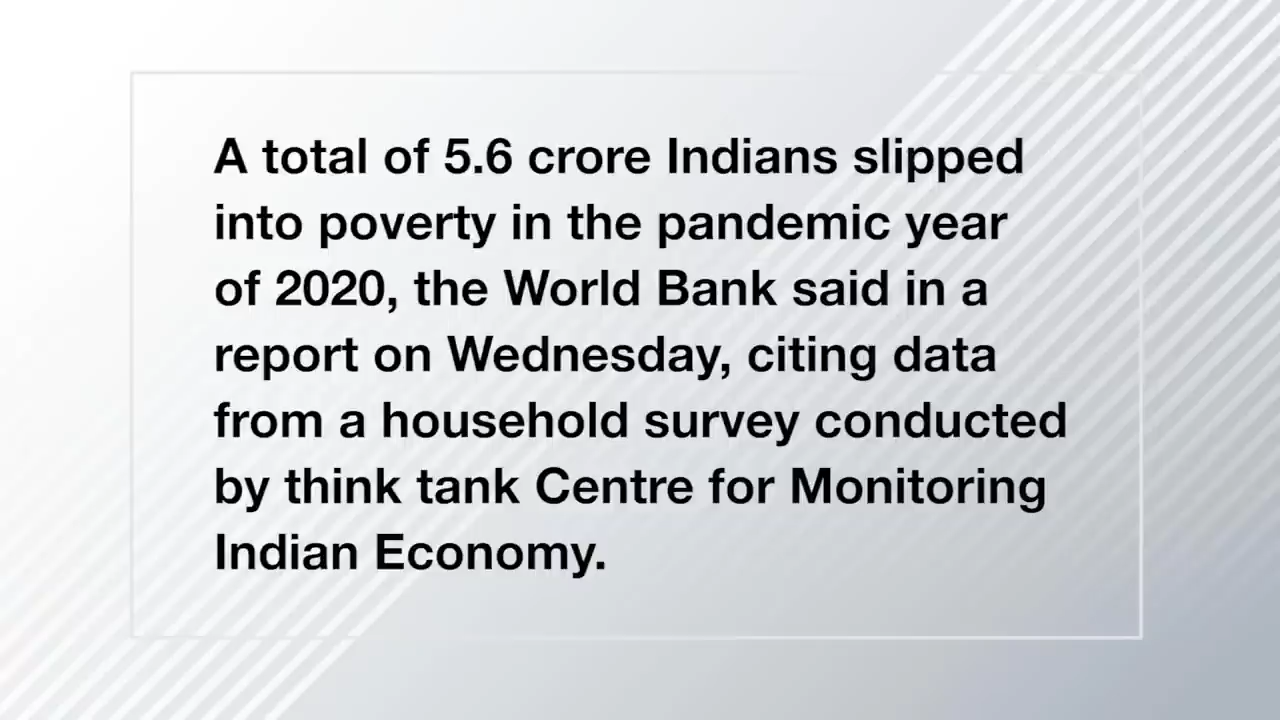 A total of 5.6 crore Indians slipped
into poverty in the pandemic year
of 2020, the World Bank said in a
report on Wednesday, citing data
from a household survey conducted
by think tank Centre for Monitoring
Indian Economy.